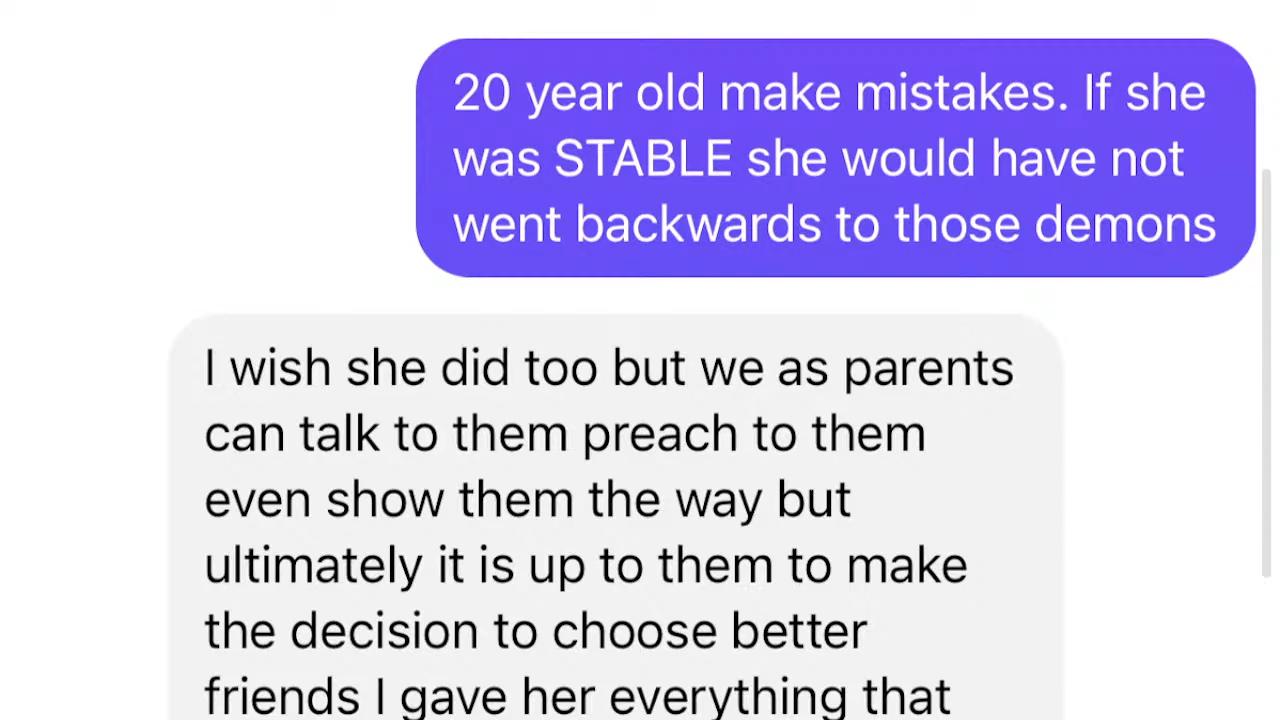 20 year old make mistakes. If she
was STABLE she would have not
went backwards to those demons
I wish she did too but we as parents
can talk to them preach to them
even show them the way but
ultimately it is up to them to make
the decision to choose better
friends I gave her everything that